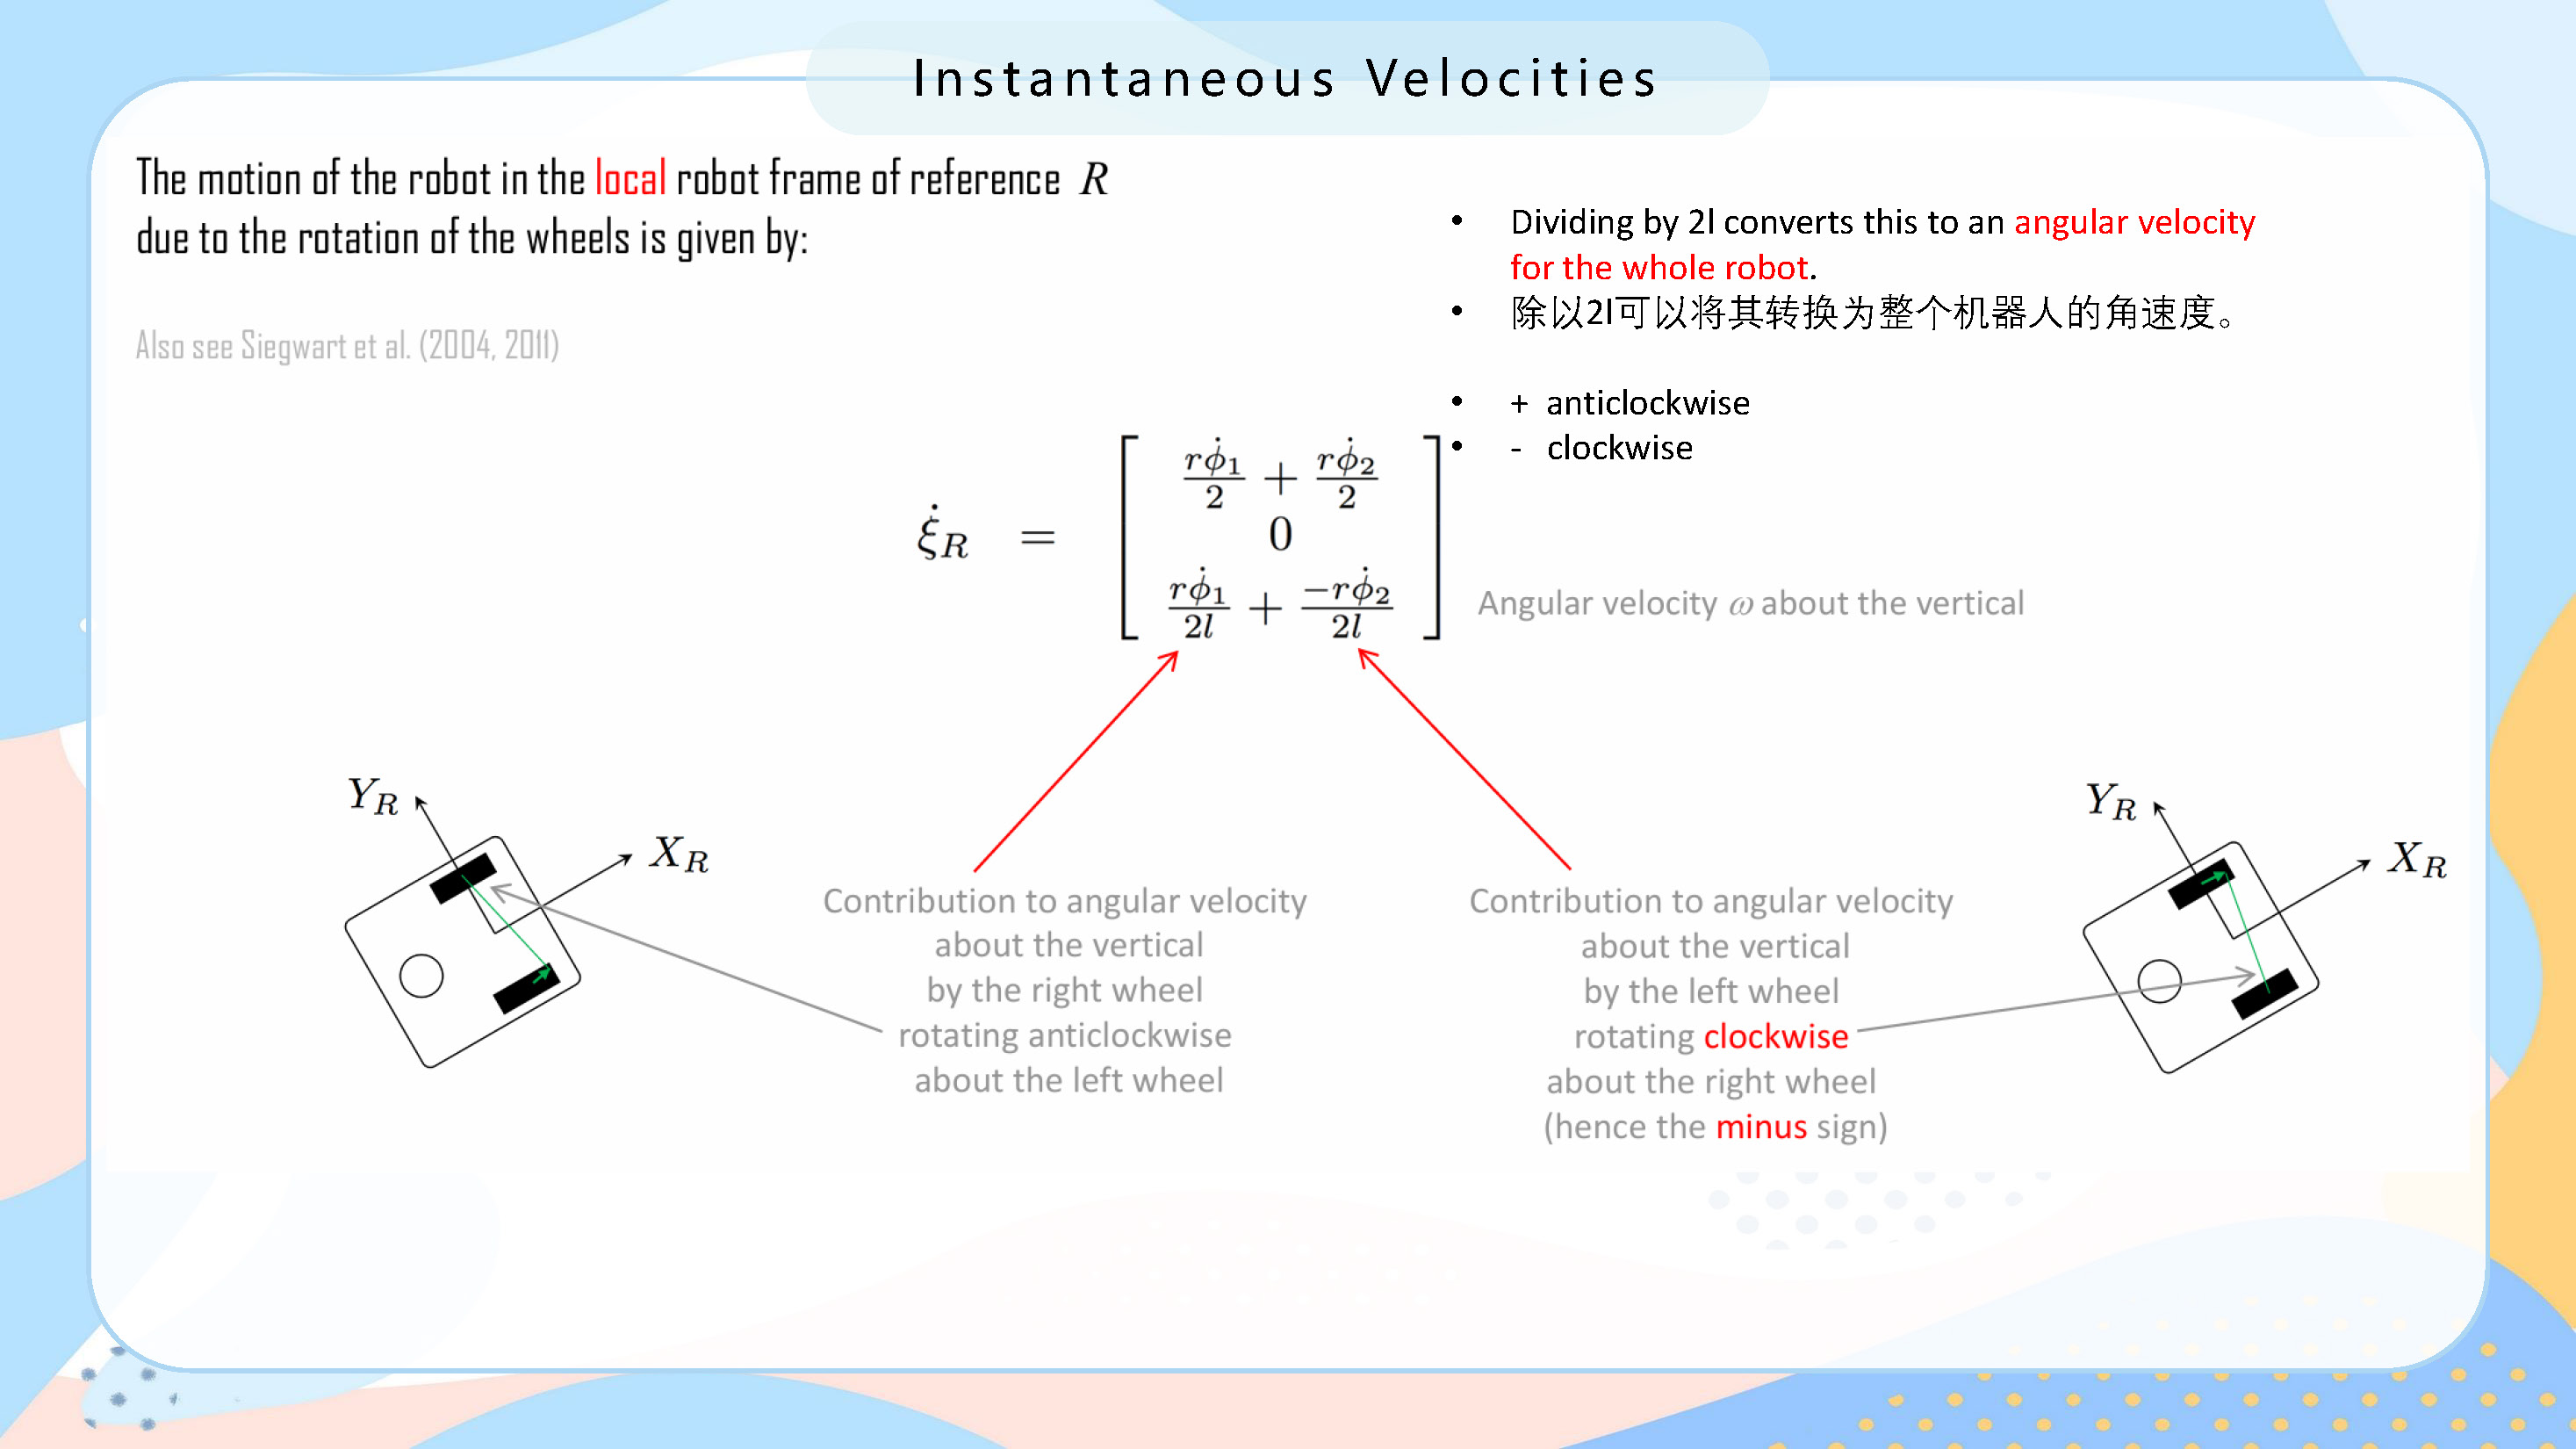 Instantaneous Velocities
The motion of the robot in the local robot frame of reference R
due to the rotation of the wheels is given by:
Also see Siegwart et al. (2004, 2011)
• Dividing by 2l converts this to an angular velocity
for the whole robot.
• 除以2l可以将其转换为整个机器人的角速度。
• + anticlockwise
• - clockwise
$\dot{\xi}_R = \begin{bmatrix} \frac{r\dot{\phi}_1}{2} + \frac{r\dot{\phi}_2}{2} \\ 0 \\ \frac{r\dot{\phi}_1}{2l} + \frac{-r\dot{\phi}_2}{2l} \end{bmatrix}$
Angular velocity ω about the vertical
Y_R
X_R
Contribution to angular velocity
about the vertical
by the right wheel
rotating anticlockwise
about the left wheel
Contribution to angular velocity
about the vertical
by the left wheel
rotating clockwise
about the right wheel
(hence the minus sign)
Y_R
X_R